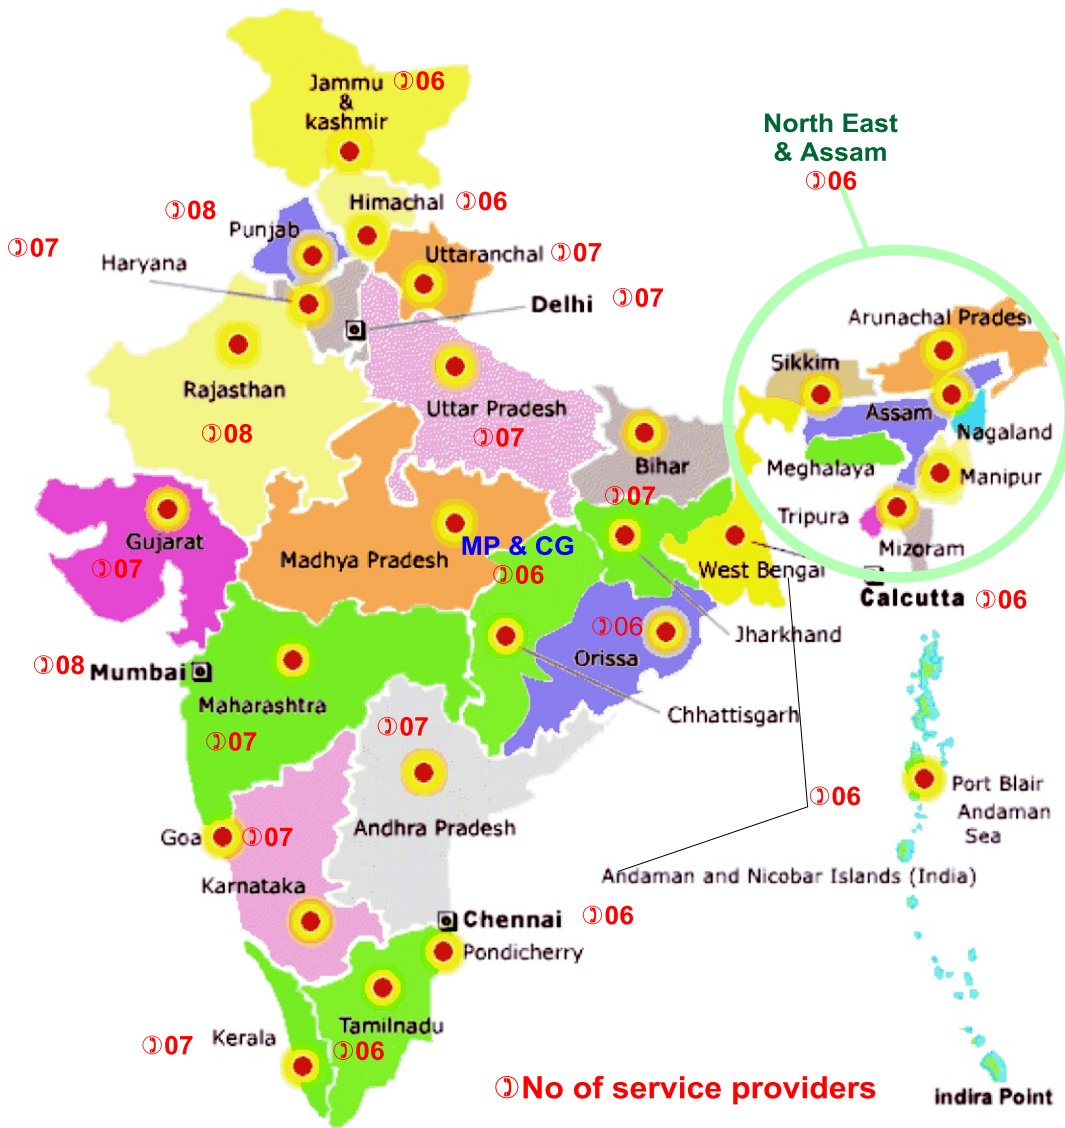 Jammu ✆06
&
kashmir
North East
& Assam
✆06
Himachal ✆06
✆08
Punjab
✆07
Haryana
Uttaranchal ✆07
Delhi ✆07
Arunachal Prades
Sikkim
Rajasthan
✆08
Uttar Pradesh
✆07
Assam
Nagaland
Bihar
✆07
Meghalaya
Manipur
Tripura
Mizoram
Gujarat
✆07
Madhya Pradesh
MP & CG
✆06
West Bengal
Calcutta ✆06
✆06
Orissa
Jharkhand
✆08 Mumbai
Maharashtra
✆07
Chhattisgarh
✆07
Andhra Pradesh
✆06
Port Blair
Andaman
Sea
Goa ✆07
Karnataka
Andaman and Nicobar Islands (India)
Chennai ✆06
Pondicherry
Tamilnadu
✆06
✆07 Kerala
✆No of service providers
indira Point